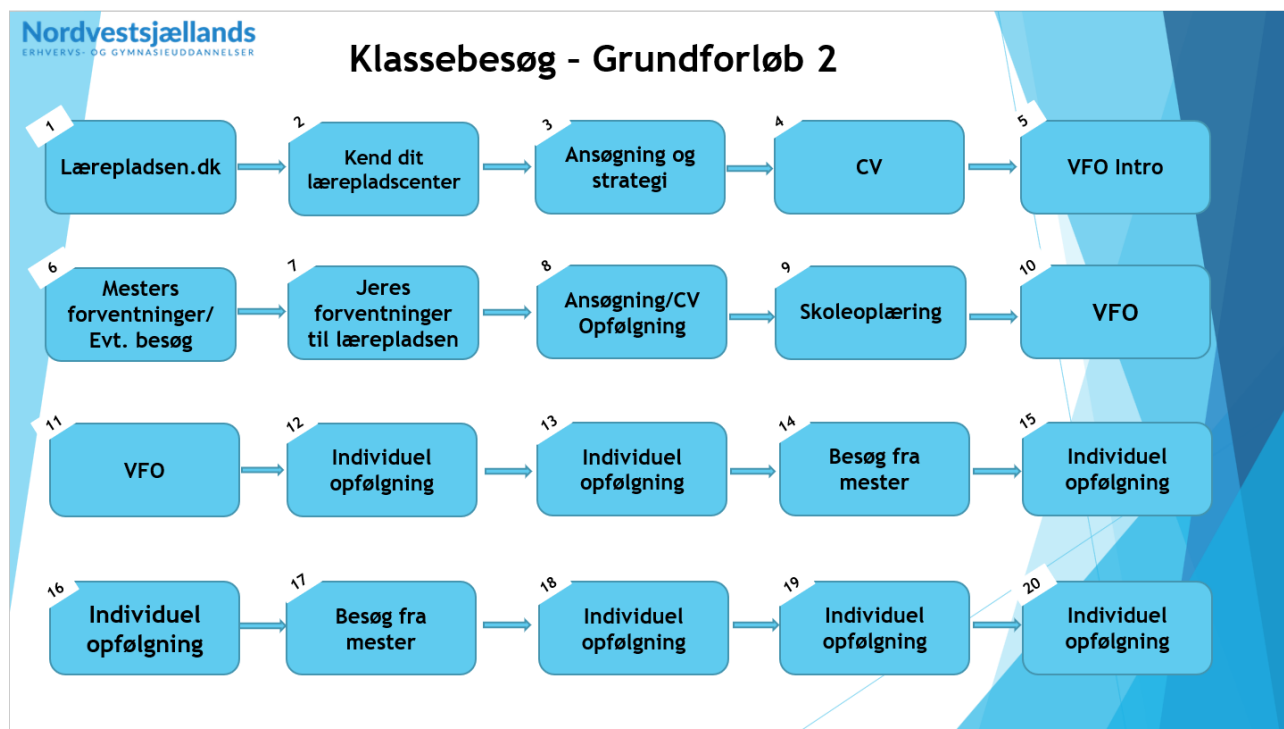 Nordvestsjællands
ERHVERVS- OG GYMNASIEUDDANNELSER
Klassebesøg – Grundforløb 2
1
Lærepladsen.dk
2
Kend dit
lærepladscenter
3
Ansøgning og
strategi
4
CV
5
VFO Intro
6
Mesters
forventninger/
Evt. besøg
7
Jeres
forventninger
til lærepladsen
8
Ansøgning/CV
Opfølgning
9
Skoleoplæring
10
VFO
11
VFO
12
Individuel
opfølgning
13
Individuel
opfølgning
14
Besøg fra
mester
15
Individuel
opfølgning
16
Individuel
opfølgning
17
Besøg fra
mester
18
Individuel
opfølgning
19
Individuel
opfølgning
20
Individuel
opfølgning